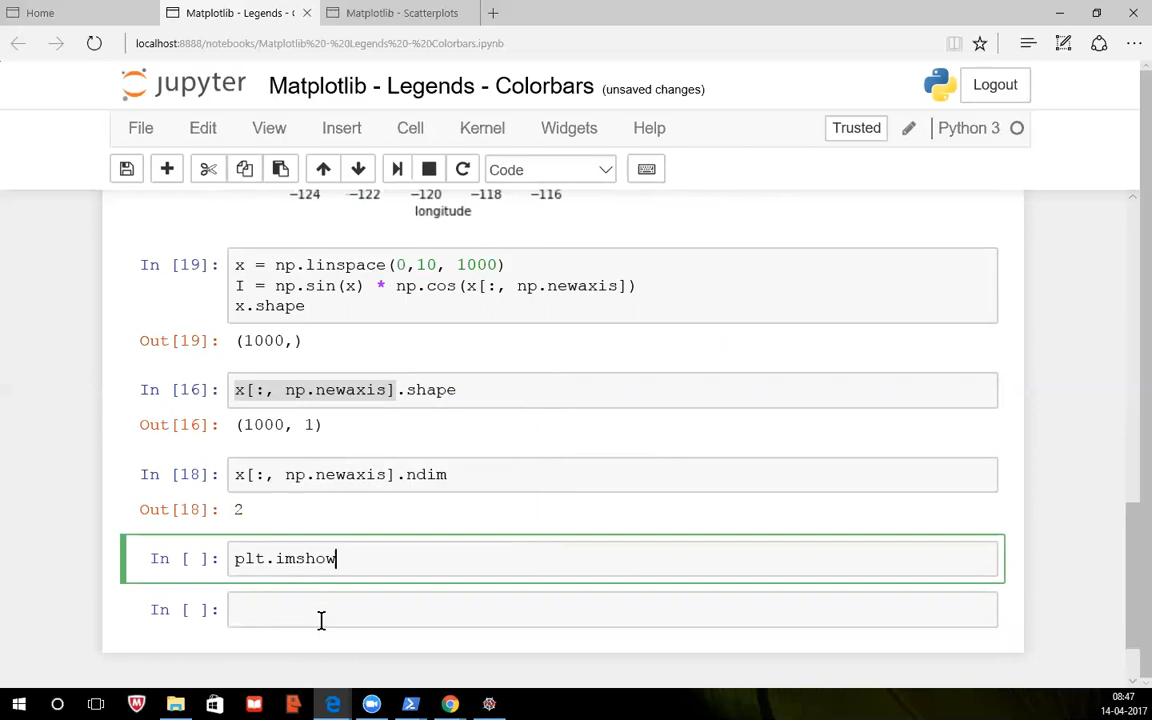 Home
Matplotlib - Legends - C
Matplotlib - Scatterplots
localhost:8888/notebooks/Matplotlib%20-%20Legends%20-%20Colorbars.ipynb
jupyter Matplotlib - Legends - Colorbars (unsaved changes) Logout
File Edit View Insert Cell Kernel Widgets Help Trusted Python 3
Code
−124 −122 −120 −118 −116
longitude
In [19]: x = np.linspace(0,10, 1000)
I = np.sin(x) * np.cos(x[:, np.newaxis])
x.shape
Out[19]: (1000,)
In [16]: x[:, np.newaxis].shape
Out[16]: (1000, 1)
In [18]: x[:, np.newaxis].ndim
Out[18]: 2
In [ ]: plt.imshow
In [ ]:
08:47
14-04-2017